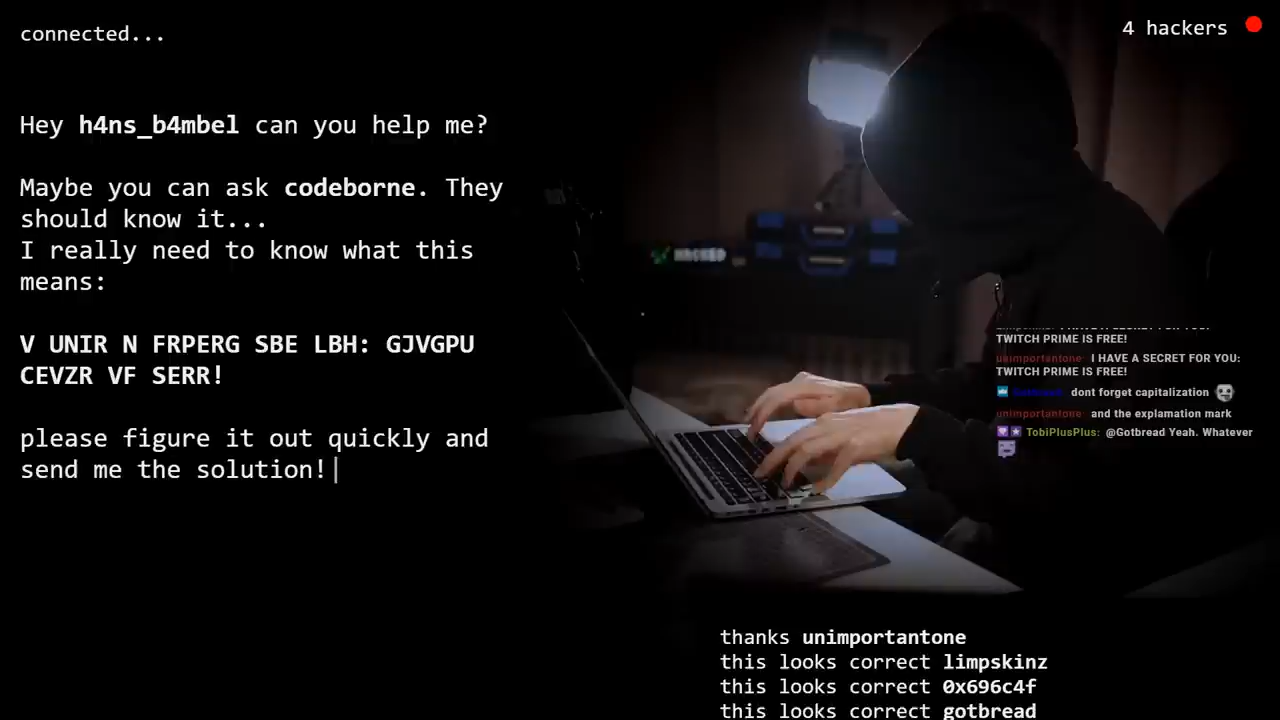 connected...
4 hackers
Hey h4ns_b4mbel can you help me?
Maybe you can ask codeborne. They
should know it...
I really need to know what this
means:
V UNIR N FRPERG SBE LBH: GJVGPU
CEVZR VF SERR!
please figure it out quickly and
send me the solution!
HACKED
TWITCH PRIME IS FREE!
unimportantone: I HAVE A SECRET FOR YOU:
TWITCH PRIME IS FREE!
Gotbread: dont forget capitalization
unimportantone: and the explamation mark
TobiPlusPlus: @Gotbread Yeah. Whatever
thanks unimportantone
this looks correct limpskinz
this looks correct 0x696c4f
this looks correct gotbread